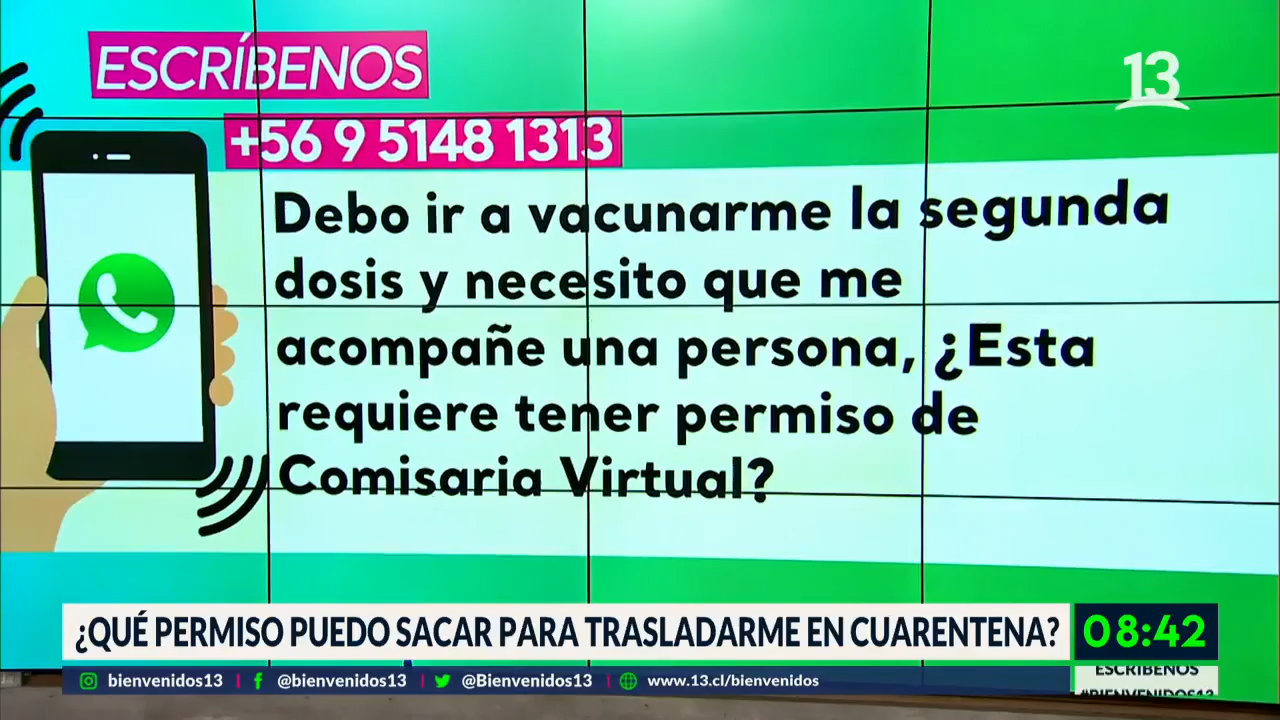 ESCRÍBENOS
13
+56 9 5148 1313
Debo ir a vacunarme la segunda
dosis y necesito que me
acompañe una persona, ¿Esta
requiere tener permiso de
Comisaria Virtual?
¿QUÉ PERMISO PUEDO SACAR PARA TRASLADARME EN CUARENTENA?
08:42
bienvenidos13
@bienvenidos13
@Bienvenidos13
www.13.cl/bienvenidos
ESCRÍBENOS
#BIENVENIDOS13